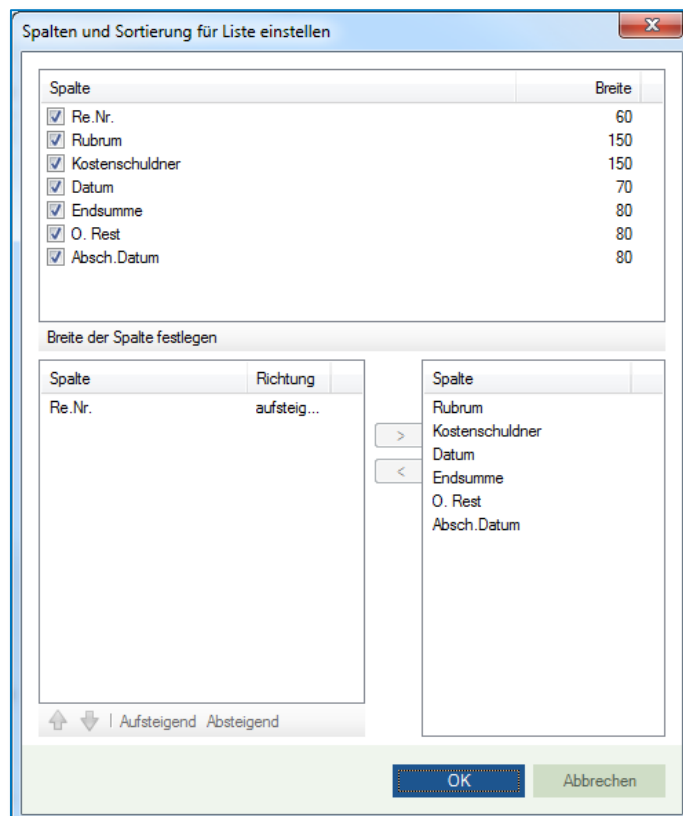 Spalten und Sortierung für Liste einstellen
Spalte Breite
Re.Nr. 60
Rubrum 150
Kostenschuldner 150
Datum 70
Endsumme 80
O. Rest 80
Absch.Datum 80
Breite der Spalte festlegen
Spalte Richtung
Re.Nr. aufsteig...
>
<
Spalte
Rubrum
Kostenschuldner
Datum
Endsumme
O. Rest
Absch.Datum
Aufsteigend Absteigend
OK Abbrechen